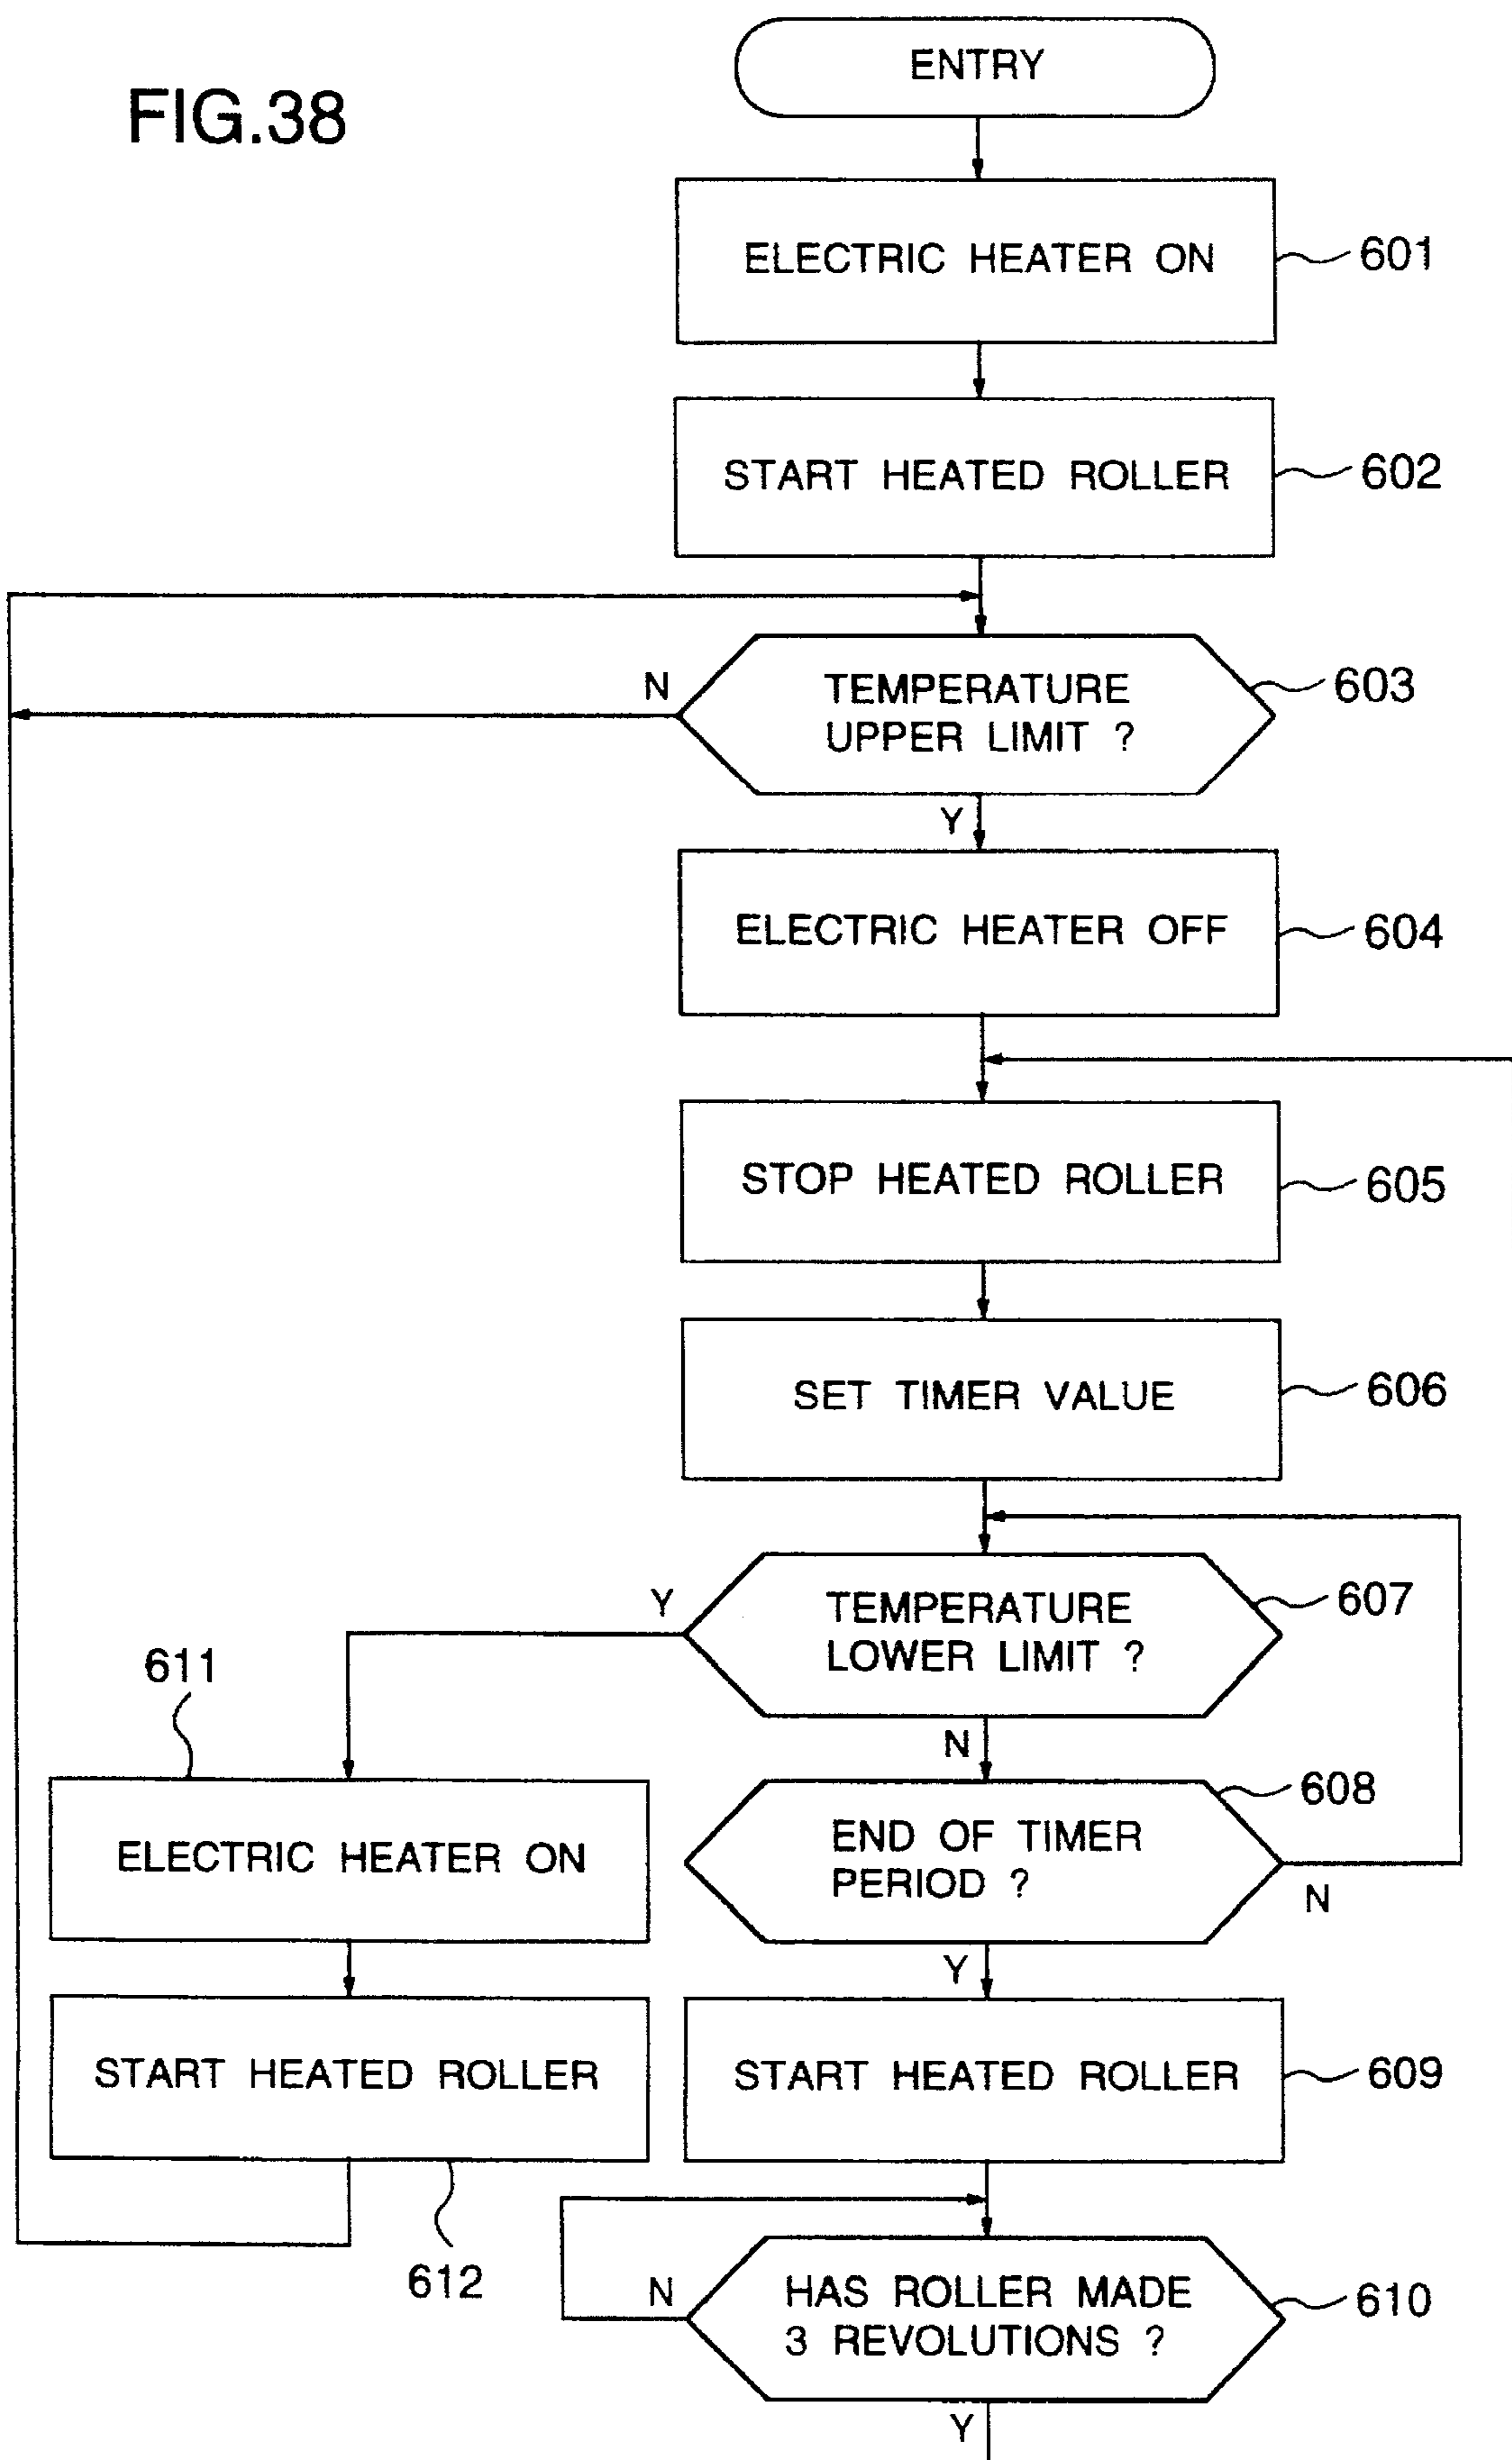 FIG.38
ENTRY
ELECTRIC HEATER ON
601
START HEATED ROLLER
602
N
TEMPERATURE
UPPER LIMIT ?
603
Y
ELECTRIC HEATER OFF
604
STOP HEATED ROLLER
605
SET TIMER VALUE
606
Y
TEMPERATURE
LOWER LIMIT ?
607
N
611
ELECTRIC HEATER ON
END OF TIMER
PERIOD ?
608
N
Y
START HEATED ROLLER
612
START HEATED ROLLER
609
N
HAS ROLLER MADE
3 REVOLUTIONS ?
610
Y